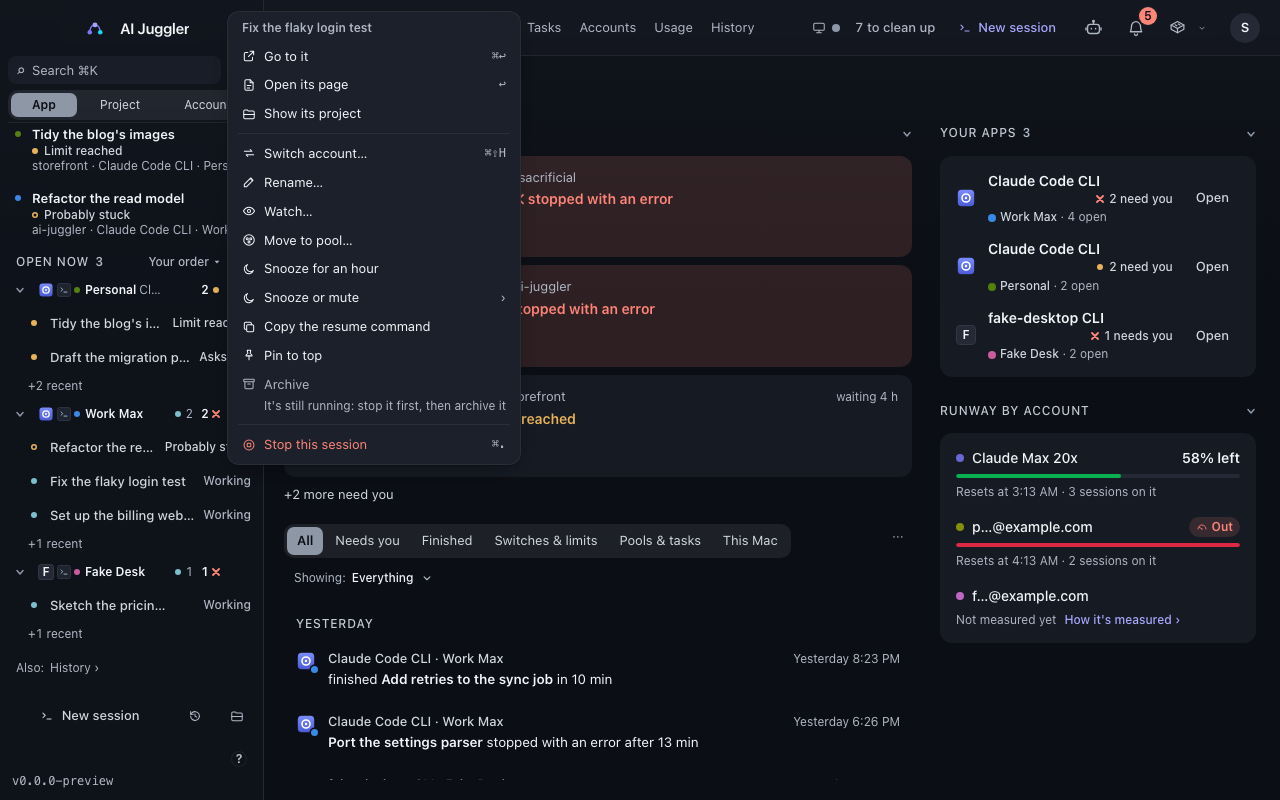 AI Juggler
Tasks
Accounts
Usage
History
7 to clean up
New session
5
S
Search ⌘K
App
Project
Accoun
Tidy the blog's images
Limit reached
storefront · Claude Code CLI · Pers
Refactor the read model
Probably stuck
ai-juggler · Claude Code CLI · Work
OPEN NOW 3
Your order
Personal Cl...
2
Tidy the blog's i...
Limit reac
Draft the migration p...
Asks
+2 recent
Work Max
2
2
Refactor the re...
Probably s
Fix the flaky login test
Working
Set up the billing web...
Working
+1 recent
F
Fake Desk
1
1
Sketch the pricin...
Working
+1 recent
Also: History ›
New session
?
v0.0.0-preview
Fix the flaky login test
Go to it ⌘↩
Open its page ↩
Show its project
Switch account... ⌘⇧H
Rename...
Watch...
Move to pool...
Snooze for an hour
Snooze or mute ›
Copy the resume command
Pin to top
Archive
It's still running: stop it first, then archive it
Stop this session ⌘.
sacrificial
stopped with an error
i-juggler
topped with an error
orefront
waiting 4 h
reached
+2 more need you
All
Needs you
Finished
Switches & limits
Pools & tasks
This Mac
...
Showing: Everything
YESTERDAY
Claude Code CLI · Work Max
Yesterday 8:23 PM
finished Add retries to the sync job in 10 min
Claude Code CLI · Work Max
Yesterday 6:26 PM
Port the settings parser stopped with an error after 13 min
YOUR APPS 3
Claude Code CLI
2 need you
Open
Work Max · 4 open
Claude Code CLI
2 need you
Open
Personal · 2 open
F
fake-desktop CLI
1 needs you
Open
Fake Desk · 2 open
RUNWAY BY ACCOUNT
Claude Max 20x
58% left
Resets at 3:13 AM · 3 sessions on it
p...@example.com
Out
Resets at 4:13 AM · 2 sessions on it
f...@example.com
Not measured yet How it's measured ›